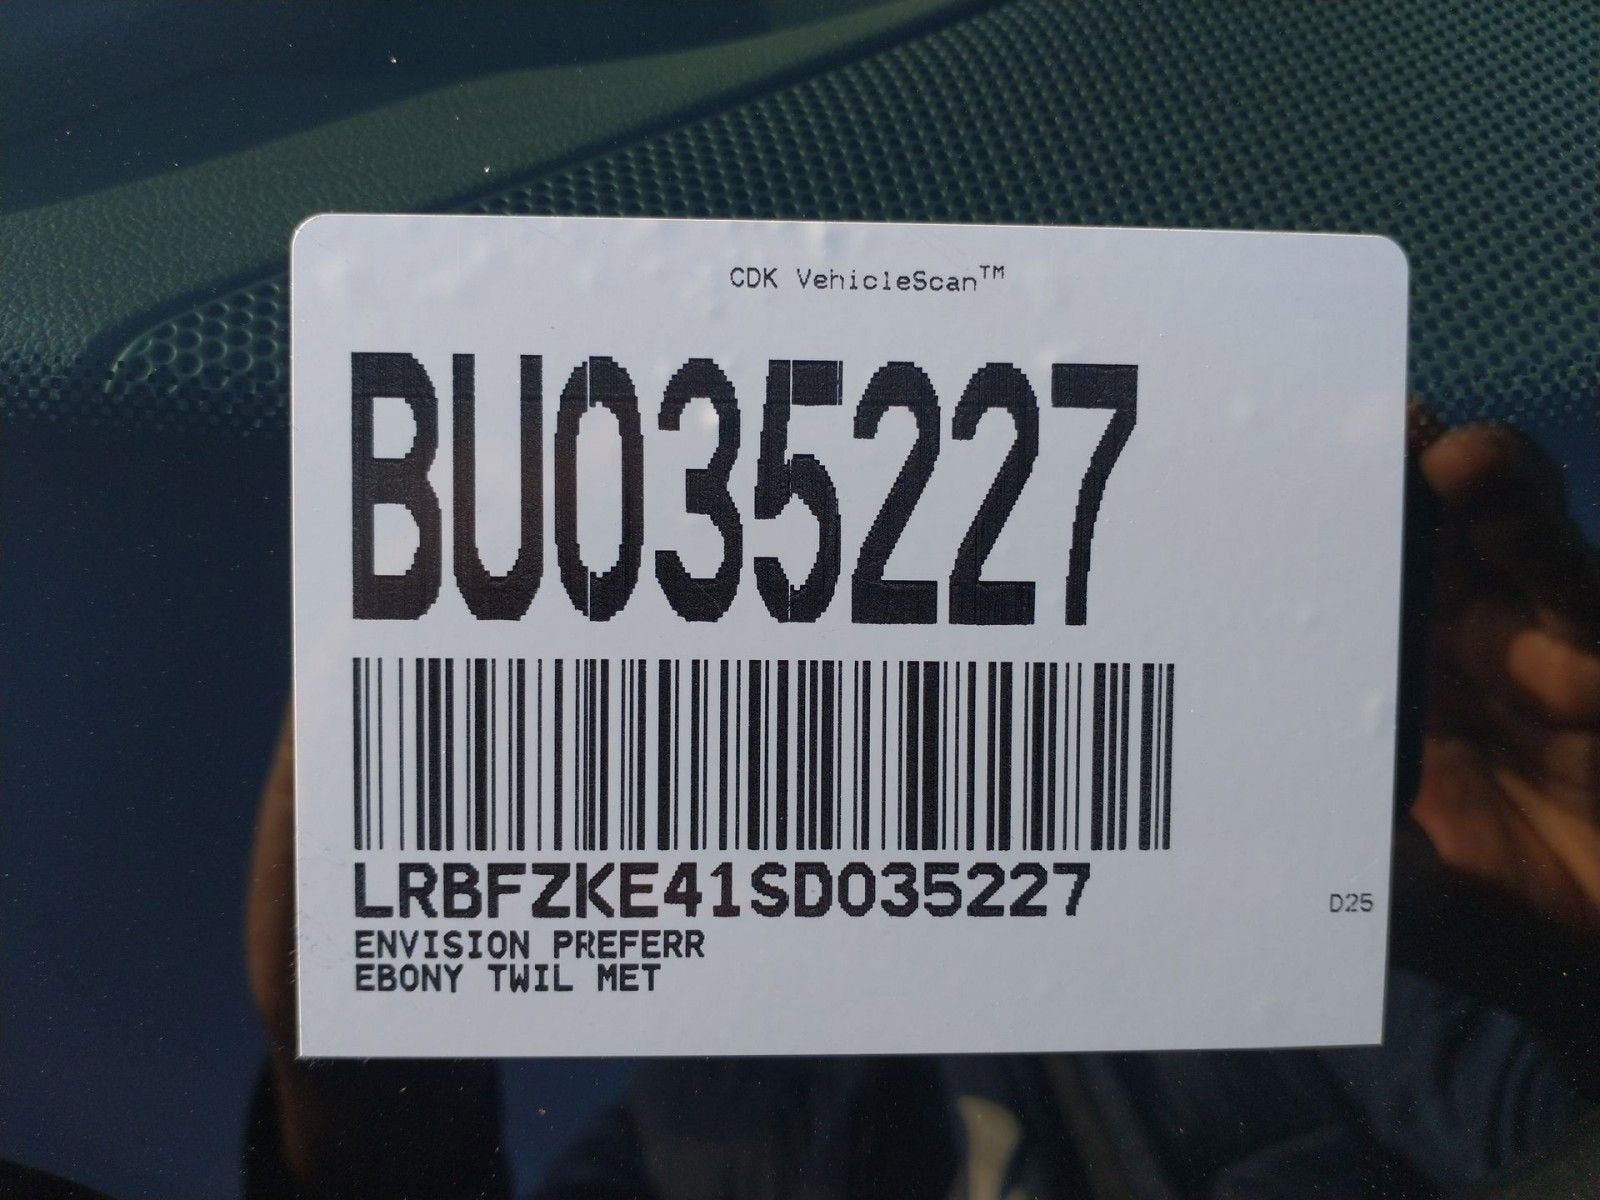 CDK VehicleScan™
BU035227
LRBFZKE41SD035227
D25
ENVISION PREFERR
EBONY TWIL MET